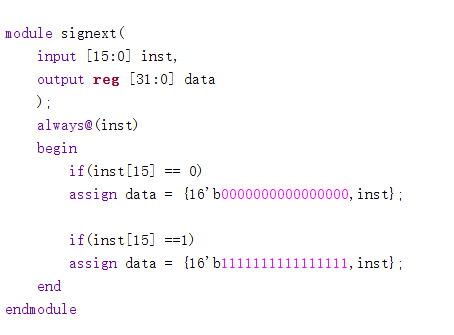 module signext(
    input [15:0] inst,
    output reg [31:0] data
    );
    always@(inst)
    begin
        if(inst[15] == 0)
        assign data = {16'b0000000000000000,inst};
        if(inst[15] ==1)
        assign data = {16'b1111111111111111,inst};
    end
endmodule